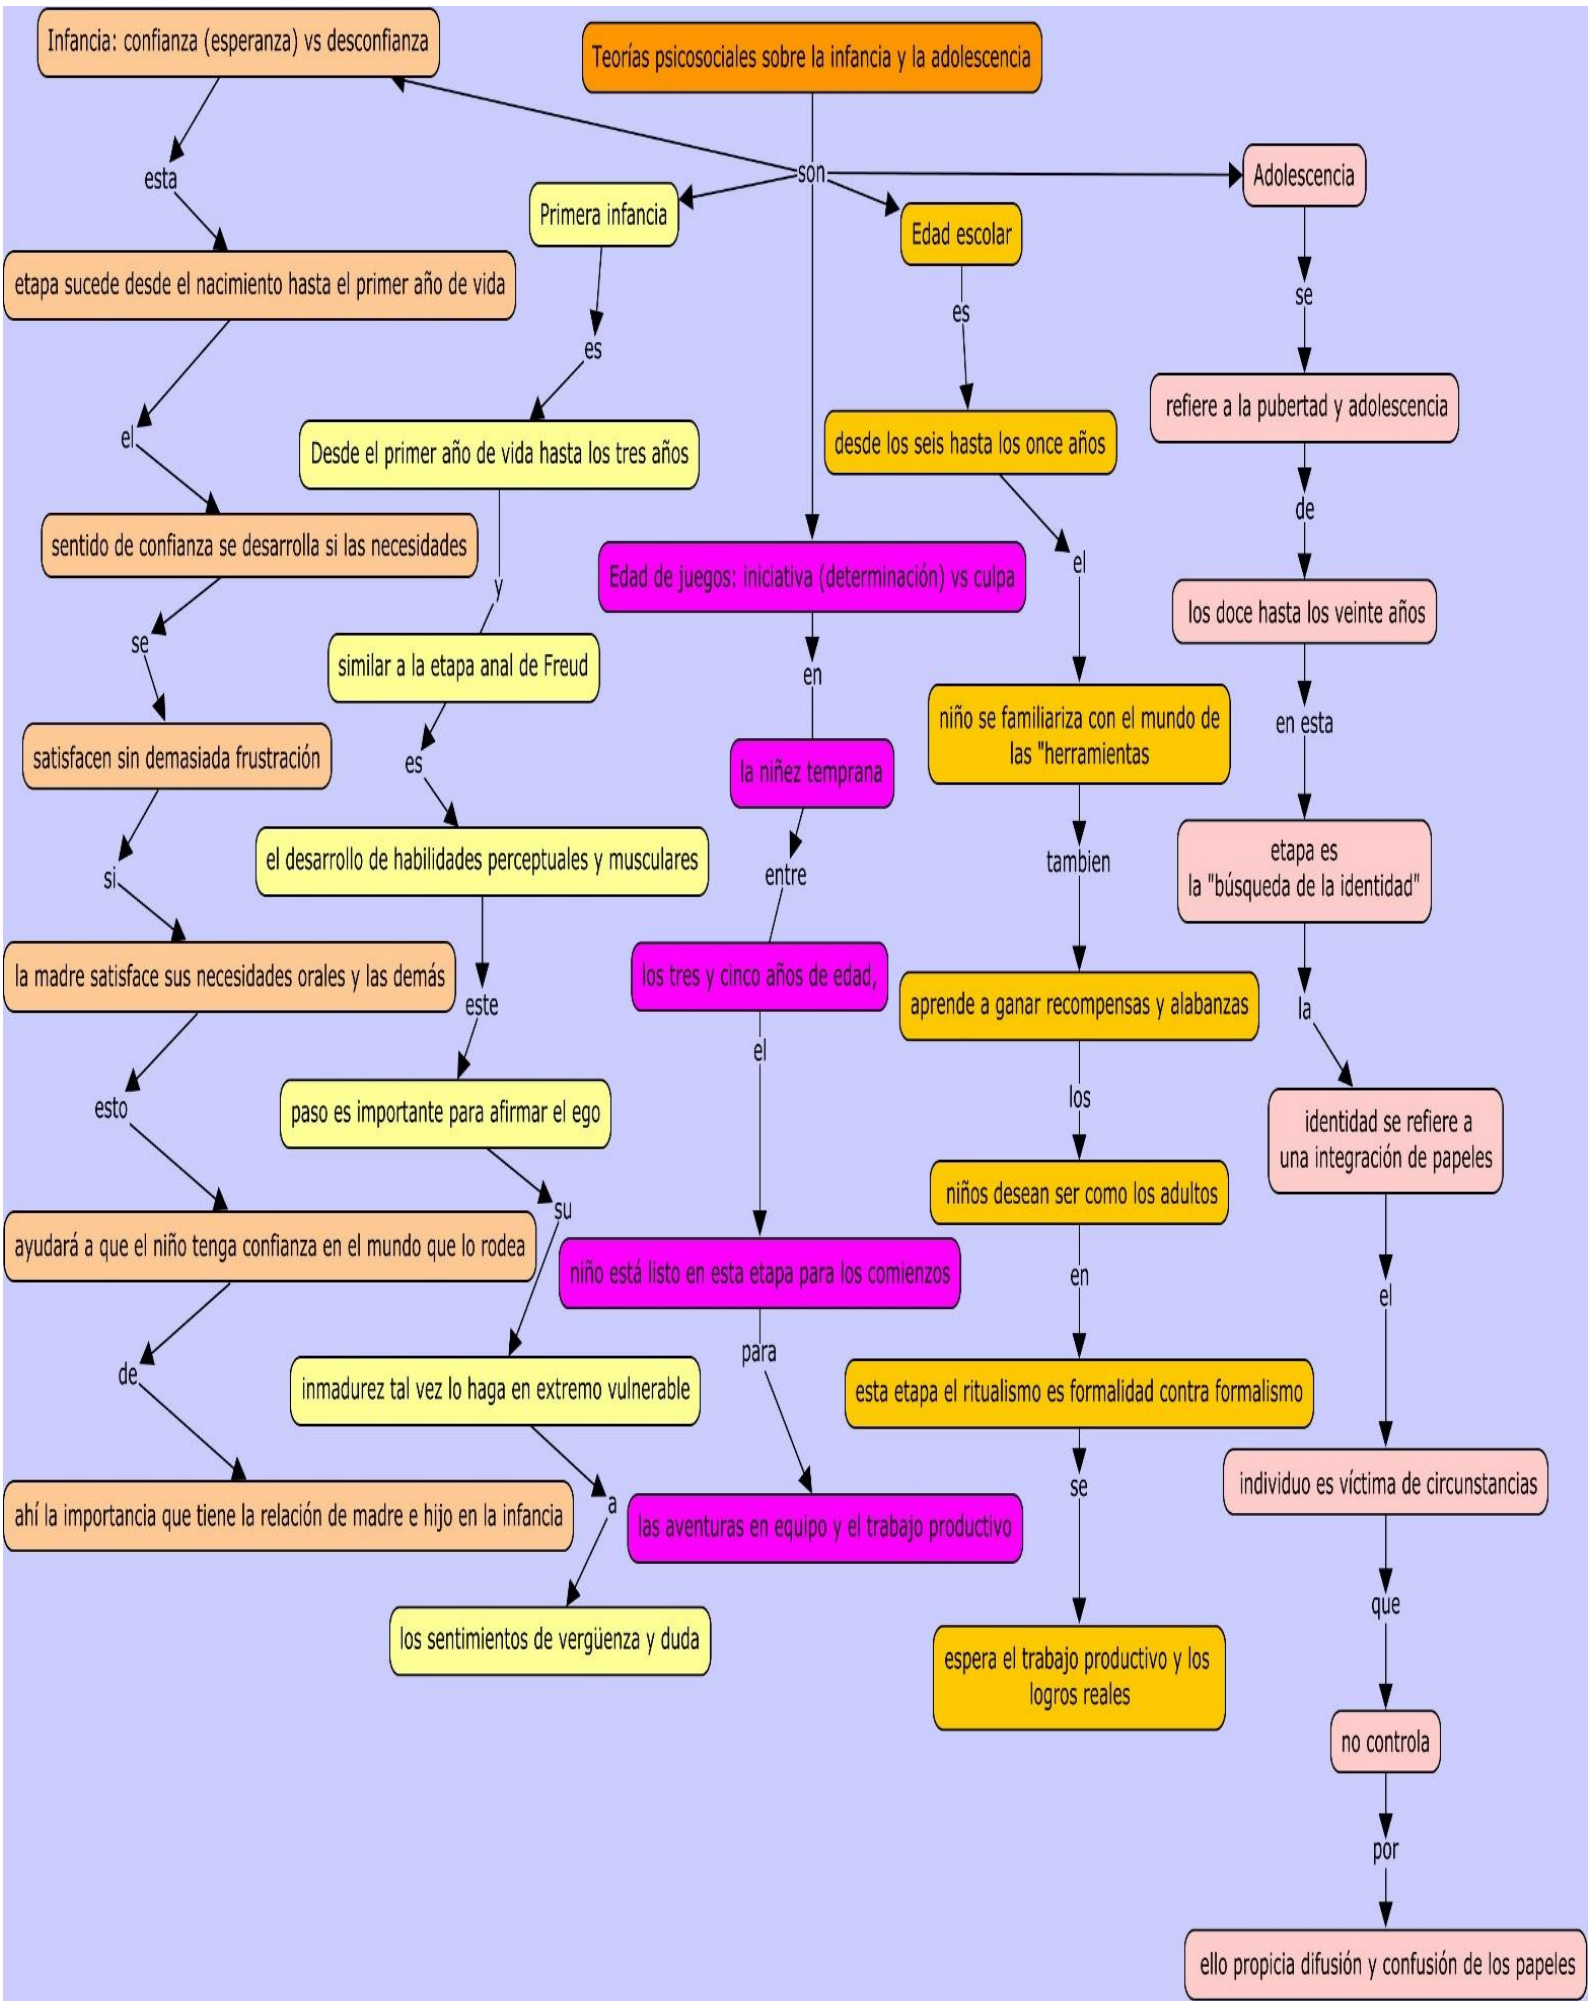 Teorías psicosociales sobre la infancia y la adolescencia
son
Infancia: confianza (esperanza) vs desconfianza
esta
etapa sucede desde el nacimiento hasta el primer año de vida
el
sentido de confianza se desarrolla si las necesidades
se
satisfacen sin demasiada frustración
si
la madre satisface sus necesidades orales y las demás
esto
ayudará a que el niño tenga confianza en el mundo que lo rodea
de
ahí la importancia que tiene la relación de madre e hijo en la infancia
Primera infancia
es
Desde el primer año de vida hasta los tres años
y
similar a la etapa anal de Freud
es
el desarrollo de habilidades perceptuales y musculares
este
paso es importante para afirmar el ego
su
inmadurez tal vez lo haga en extremo vulnerable
a
los sentimientos de vergüenza y duda
Edad de juegos: iniciativa (determinación) vs culpa
en
la niñez temprana
entre
los tres y cinco años de edad,
el
niño está listo en esta etapa para los comienzos
para
las aventuras en equipo y el trabajo productivo
Edad escolar
es
desde los seis hasta los once años
el
niño se familiariza con el mundo de
las "herramientas
tambien
aprende a ganar recompensas y alabanzas
los
niños desean ser como los adultos
en
esta etapa el ritualismo es formalidad contra formalismo
se
espera el trabajo productivo y los
logros reales
Adolescencia
se
refiere a la pubertad y adolescencia
de
los doce hasta los veinte años
en esta
etapa es
la "búsqueda de la identidad"
la
identidad se refiere a
una integración de papeles
el
individuo es víctima de circunstancias
que
no controla
por
ello propicia difusión y confusión de los papeles